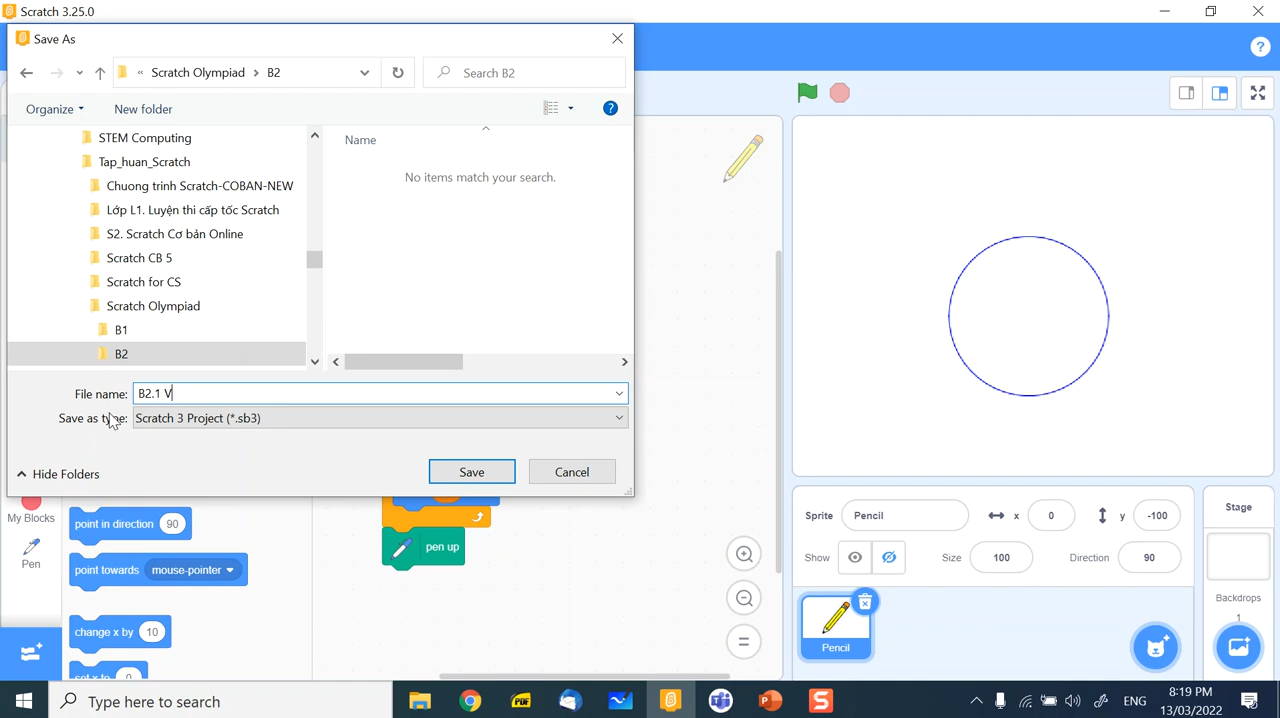 Scratch 3.25.0
Save As
« Scratch Olympiad > B2
Search B2
Organize
New folder
?
?
STEM Computing
Tap_huan_Scratch
Chuong trinh Scratch-COBAN-NEW
Lớp L1. Luyện thi cấp tốc Scratch
S2. Scratch Cơ bản Online
Scratch CB 5
Scratch for CS
Scratch Olympiad
B1
B2
Name
No items match your search.
File name: B2.1 V
Save as type: Scratch 3 Project (*.sb3)
Hide Folders
Save
Cancel
My Blocks
Pen
point in direction 90
point towards mouse-pointer
change x by 10
pen up
Sprite Pencil x 0 y -100
Show Size 100 Direction 90
Pencil
Stage
Backdrops
1
Type here to search
PDF
ENG
8:19 PM
13/03/2022